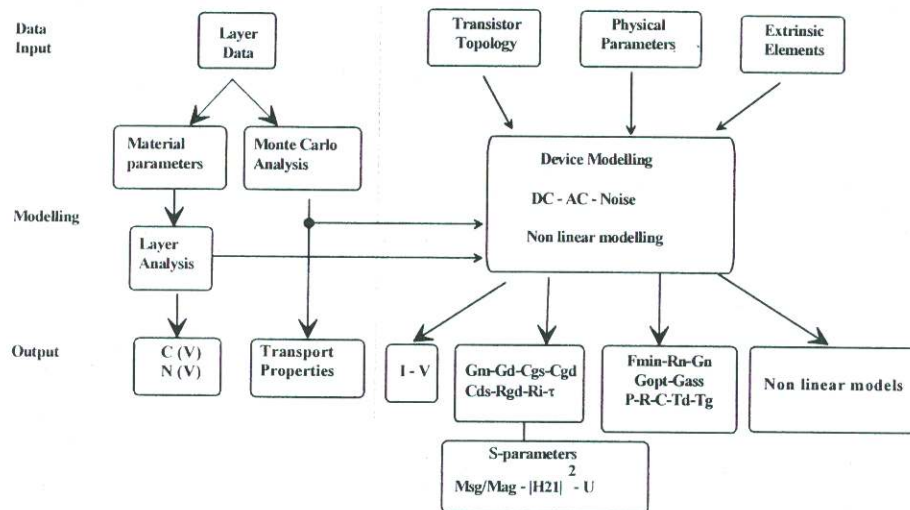 Data
Input
Layer
Data
Transistor
Topology
Physical
Parameters
Extrinsic
Elements
Material
parameters
Monte Carlo
Analysis
Device Modelling
DC - AC - Noise
Non linear modelling
Modelling
Layer
Analysis
Output
C (V)
N (V)
Transport
Properties
I - V
Gm-Gd-Cgs-Cgd
Cds-Rgd-Ri-τ
Fmin-Rn-Gn
Gopt-Gass
P-R-C-Td-Tg
Non linear models
S-parameters
Msg/Mag - |H21|² - U